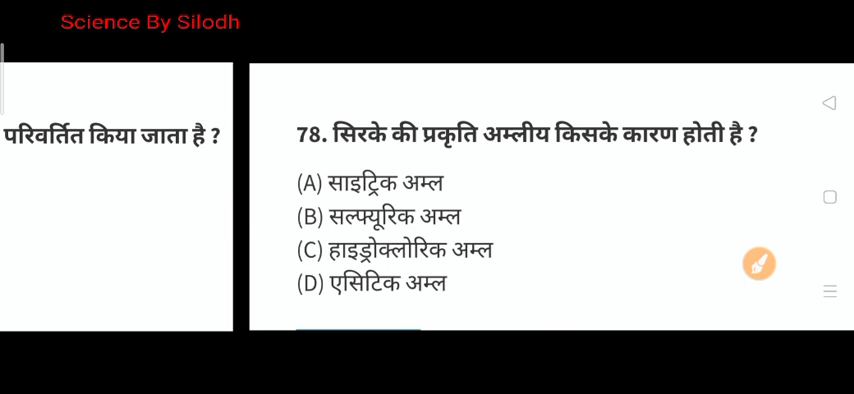 Science By Silodh
परिवर्तित किया जाता है ?
78. सिरके की प्रकृति अम्लीय किसके कारण होती है ?
(A) साइट्रिक अम्ल
(B) सल्फ्यूरिक अम्ल
(C) हाइड्रोक्लोरिक अम्ल
(D) एसिटिक अम्ल